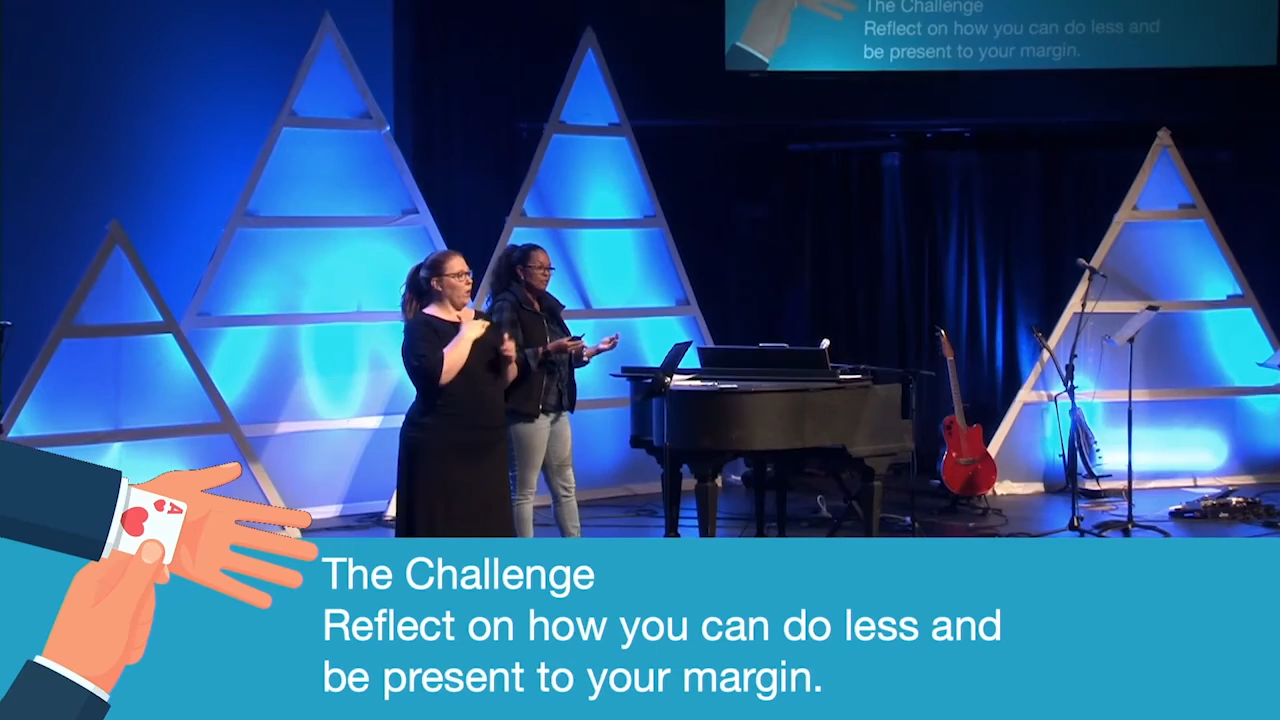 The Challenge
Reflect on how you can do less and
be present to your margin.
A
The Challenge
Reflect on how you can do less and
be present to your margin.